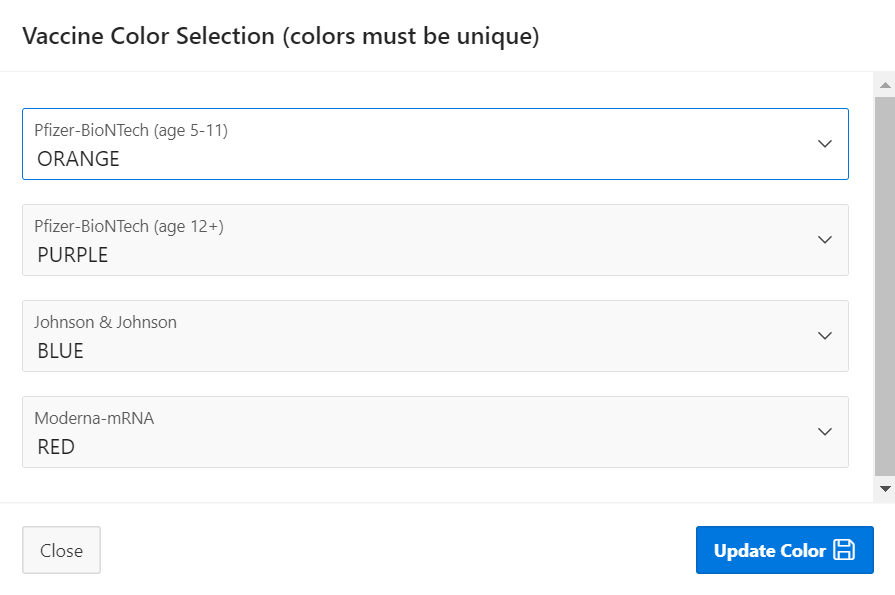 Vaccine Color Selection (colors must be unique)
Pfizer-BioNTech (age 5-11)
ORANGE
Pfizer-BioNTech (age 12+)
PURPLE
Johnson & Johnson
BLUE
Moderna-mRNA
RED
Close
Update Color